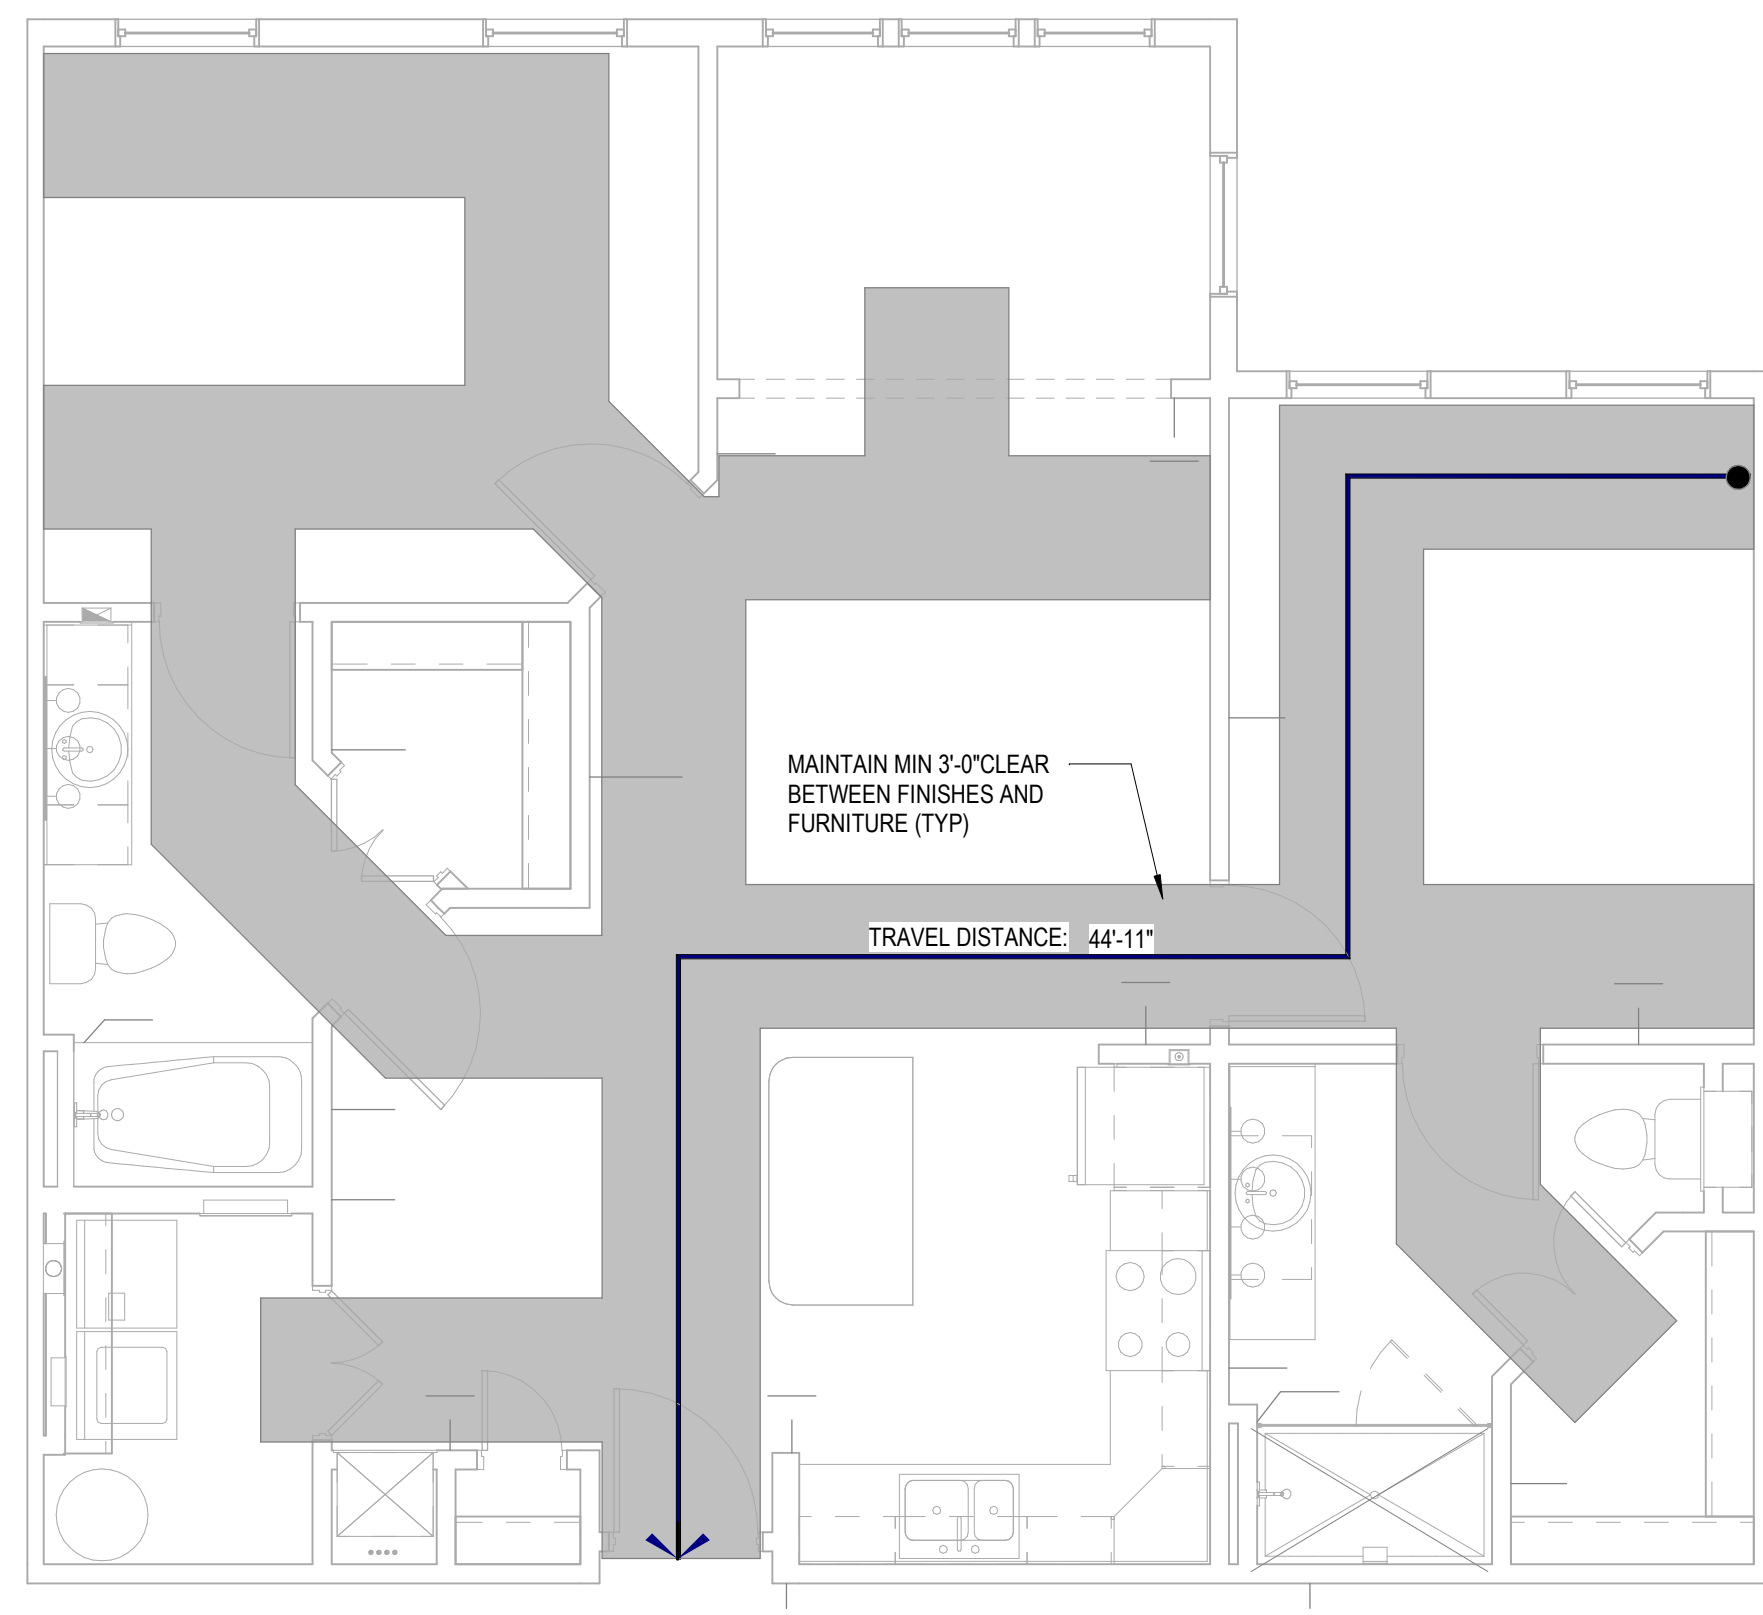 MAINTAIN MIN 3'-0"CLEAR
BETWEEN FINISHES AND
FURNITURE (TYP)
TRAVEL DISTANCE: 44'-11"